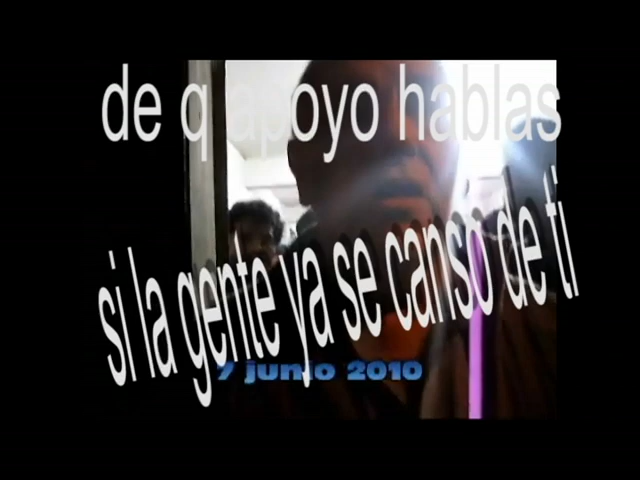 de q apoyo hablas
si la gente ya se canso de ti
7 junio 2010